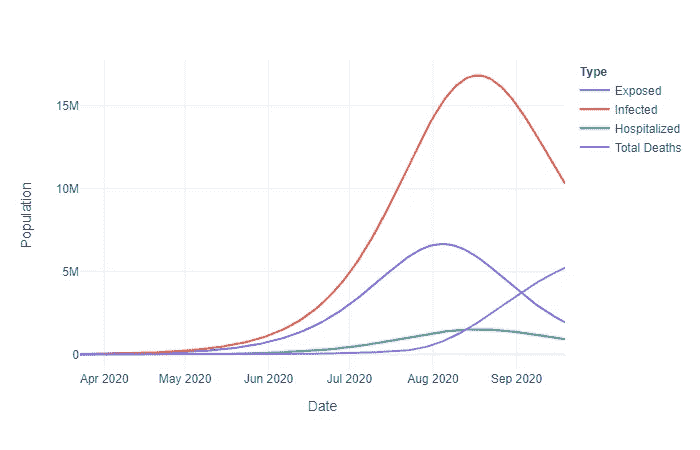 Type
Exposed
Infected
Hospitalized
Total Deaths
15M
10M
5M
0
Population
Apr 2020
May 2020
Jun 2020
Jul 2020
Aug 2020
Sep 2020
Date